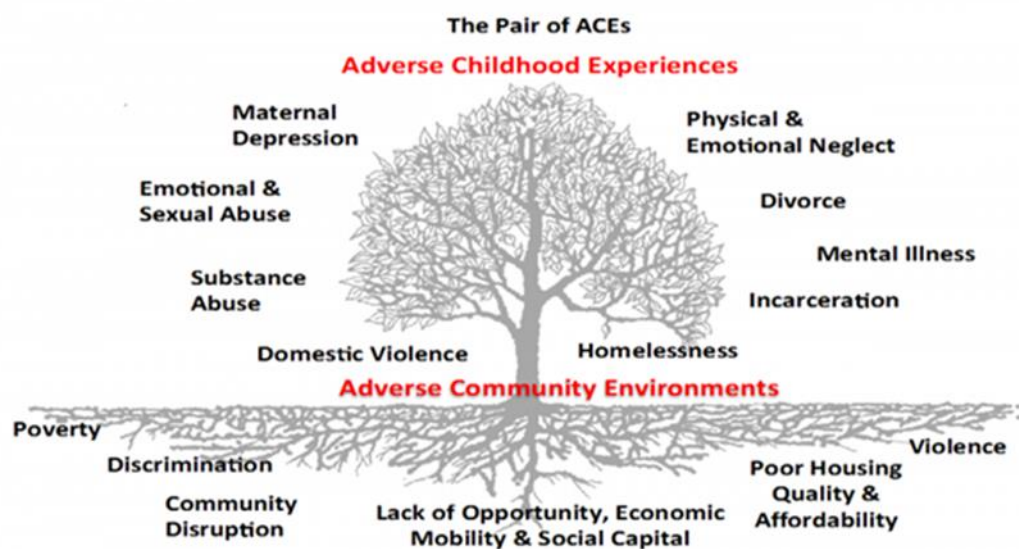 The Pair of ACEs
Adverse Childhood Experiences
Maternal
Depression
Physical &
Emotional Neglect
Emotional &
Sexual Abuse
Divorce
Mental Illness
Substance
Abuse
Incarceration
Domestic Violence
Homelessness
Adverse Community Environments
Poverty
Violence
Discrimination
Poor Housing
Quality &
Affordability
Community
Disruption
Lack of Opportunity, Economic
Mobility & Social Capital